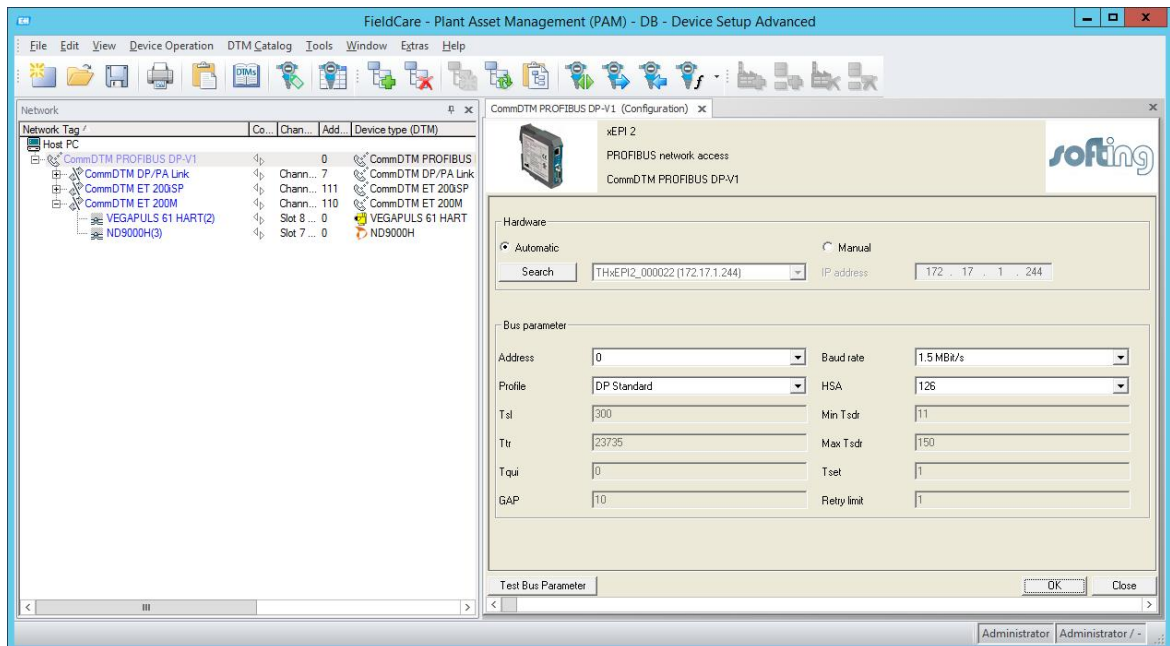 FieldCare - Plant Asset Management (PAM) - DB - Device Setup Advanced
File Edit View Device Operation DTM Catalog Tools Window Extras Help
DTMs
Network
Network Tag Co... Chan... Add... Device type (DTM)
Host PC
CommDTM PROFIBUS DP-V1 0 CommDTM PROFIBUS
CommDTM DP/PA Link Chann... 7 CommDTM DP/PA Link
CommDTM ET 200iSP Chann... 111 CommDTM ET 200iSP
CommDTM ET 200M Chann... 110 CommDTM ET 200M
VEGAPULS 61 HART(2) Slot 8 ... 0 VEGAPULS 61 HART
ND9000H(3) Slot 7 ... 0 ND9000H
CommDTM PROFIBUS DP-V1 (Configuration)
xEPI 2
PROFIBUS network access
CommDTM PROFIBUS DP-V1
softing
Hardware
Automatic Manual
Search THxEPI2_000022 (172.17.1.244) IP address 172 . 17 . 1 . 244
Bus parameter
Address 0 Baud rate 1.5 MBit/s
Profile DP Standard HSA 126
Tsl 300 Min Tsdr 11
Ttr 23735 Max Tsdr 150
Tqui 0 Tset 1
GAP 10 Retry limit 1
Test Bus Parameter OK Close
Administrator Administrator / -